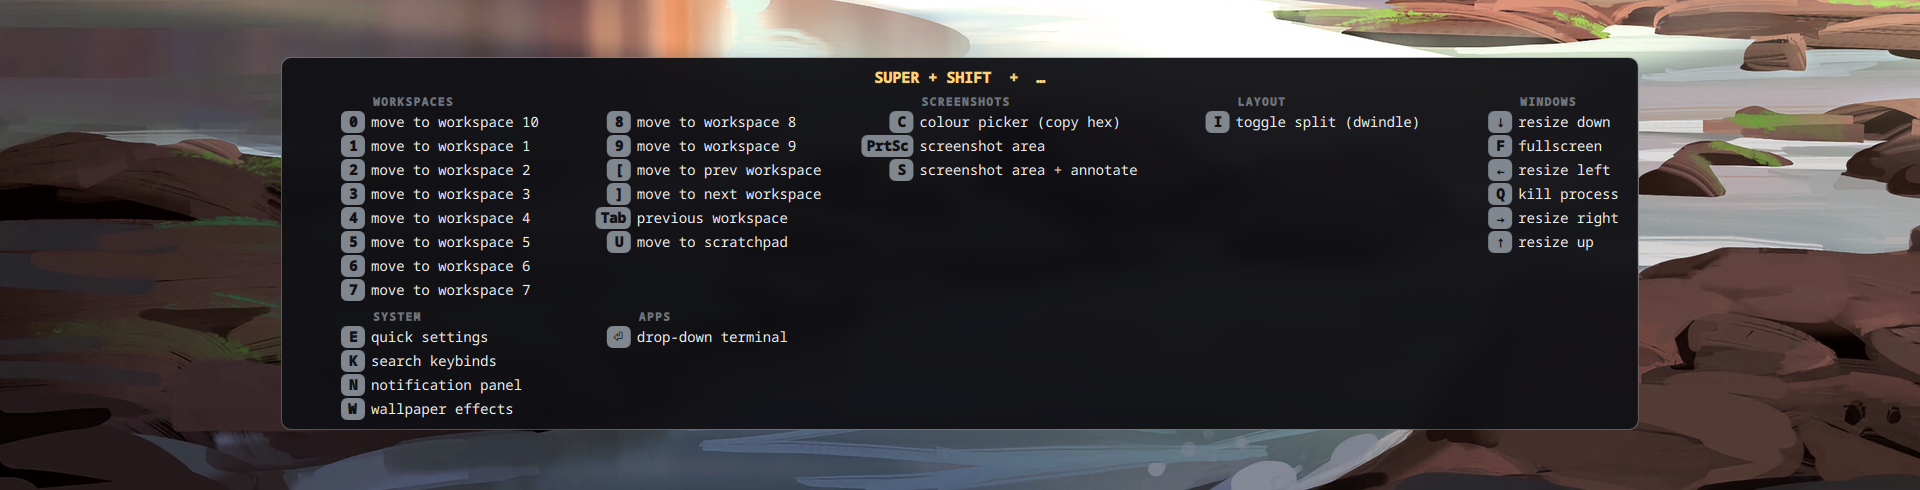 SUPER + SHIFT + …
WORKSPACES
0 move to workspace 10
1 move to workspace 1
2 move to workspace 2
3 move to workspace 3
4 move to workspace 4
5 move to workspace 5
6 move to workspace 6
7 move to workspace 7
8 move to workspace 8
9 move to workspace 9
[ move to prev workspace
] move to next workspace
Tab previous workspace
U move to scratchpad
SCREENSHOTS
C colour picker (copy hex)
PrtSc screenshot area
S screenshot area + annotate
LAYOUT
I toggle split (dwindle)
WINDOWS
↓ resize down
F fullscreen
← resize left
Q kill process
→ resize right
↑ resize up
SYSTEM
E quick settings
K search keybinds
N notification panel
W wallpaper effects
APPS
⏎ drop-down terminal